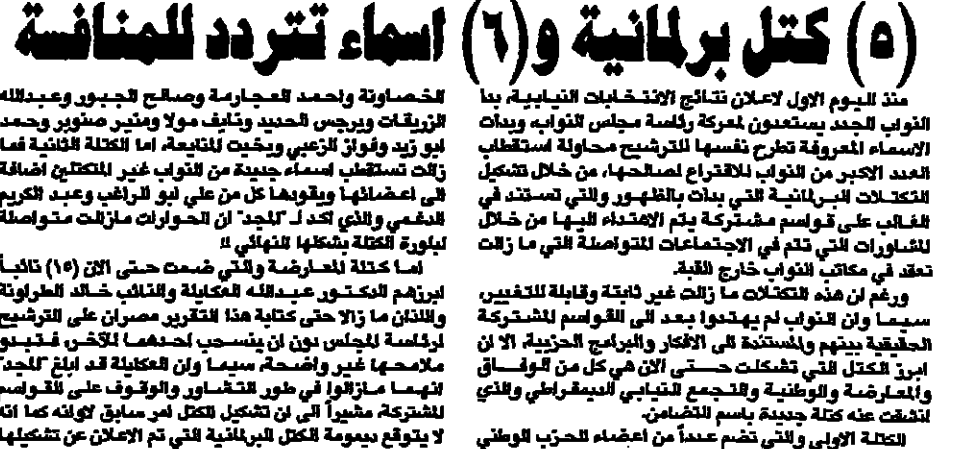 (٥) كتل برلمانية و(٦) اسماء تتردد للمنافسة
منذ لليوم الاول لاعلان نتائج الانتخابات النيابية، بدا
النواب الجدد يستعدون لمعركة رئاسة مجلس النواب، وبدأت
الاسماء المعروفة تطرح نفسها للترشيح محاولة استقطاب
العدد الاكبر من النواب للاقتراع لصالحها، من خلال تشكيل
التكتلات البرلمانية التي بدأت بالظهور والتي تستند في
الغالب على قواسم مشتركة يتم الاهتداء اليها من خلال
المشاورات التي تتم في الاجتماعات المتواصلة التي ما زالت
تعقد في مكاتب النواب خارج القبة.
ورغم ان هذه التكتلات ما زالت غير ثابتة وقابلة للتغيير،
سيما وان النواب لم يهتدوا بعد الى القواسم المشتركة
الحقيقية بينهم والمستندة الى الافكار والبرامج الحزبية، الا ان
ابرز الكتل التي تشكلت حتى الان هي كل من الوفاق
والمعارضة والوطنية والتجمع النيابي الديمقراطي والذي
انشقت عنه كتلة جديدة باسم التضامن.
الكتلة الاولى والتي تضم عدداً من اعضاء الحزب الوطني
الخصاونة واحمد العجارمة وصالح الجبور وعبدالله
الزريقات وبرجس الحديد ونايف مولا ومنير صنوبر وحمد
ابو زيد وفواز الزعبي وبخيت المنايعة، اما الكتلة الثانية فما
زالت تستقطب اسماء جديدة من النواب غير المتكتلين اضافة
الى اعضائها ويقودها كل من علي ابو الراغب وعبد الكريم
الدغمي والذي اكد لـ "المجد" ان الحوارات مازالت متواصلة
لبلورة الكتلة بشكلها النهائي !!
اما كتلة المعارضة والتي ضمت حتى الان (١٥) نائباً
ابرزهم الدكتور عبدالله العكايلة والنائب خالد الطراونة
واللذان ما زالا حتى كتابة هذا التقرير مصران على الترشيح
لرئاسة المجلس دون ان ينسحب احدهما للآخر، فتبدو
ملامحها غير واضحة، سيما وان العكايلة قد ابلغ "المجد"
انهما مازالوا في طور التشاور والوقوف على القواسم
المشتركة، مشيراً الى ان تشكيل الكتل امر سابق لاوانه كما انه
لا يتوقع ديمومة الكتل البرلمانية التي تم الاعلان عن تشكيلها